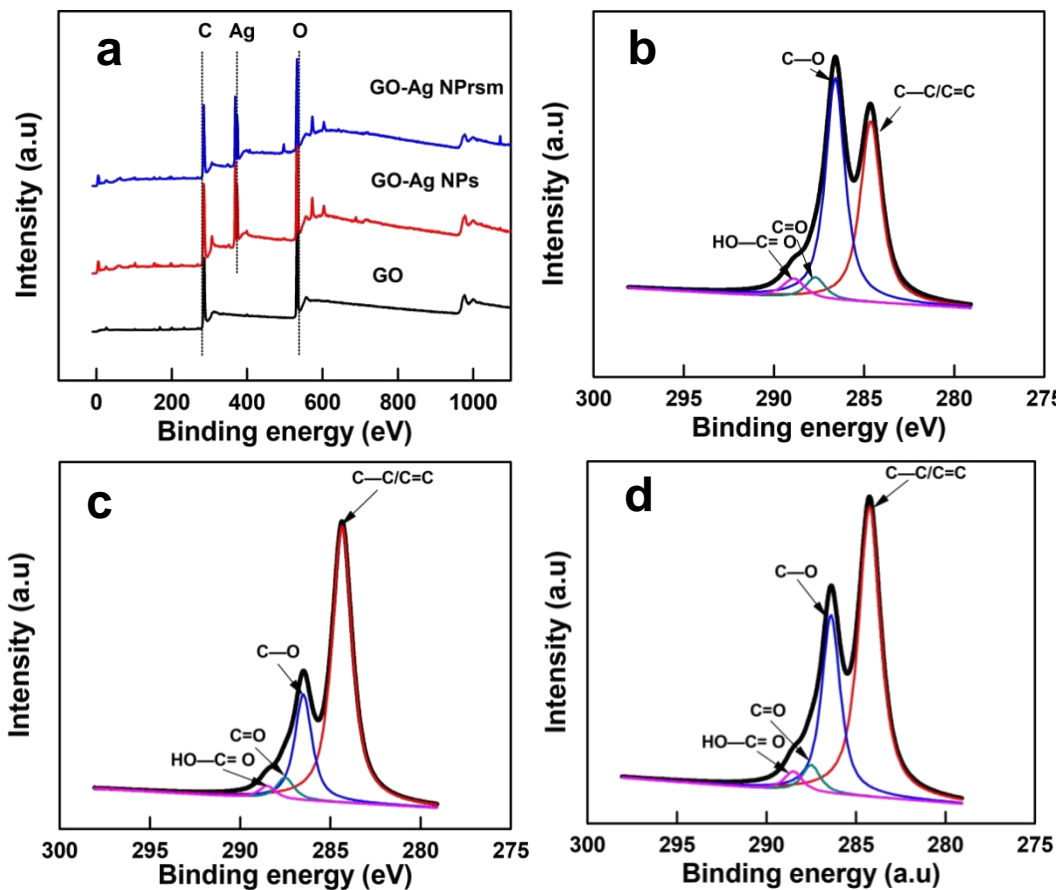 a
C Ag O
GO-Ag NPrsm
GO-Ag NPs
GO
Intensity (a.u)
0 200 400 600 800 1000
Binding energy (eV)
b
C—O
C—C/C=C
C=O
HO—C= O
Intensity (a.u)
300 295 290 285 280 275
Binding energy (eV)
c
C—C/C=C
C—O
C=O
HO—C= O
Intensity (a.u)
300 295 290 285 280 275
Binding energy (eV)
d
C—C/C=C
C—O
C=O
HO—C= O
Intensity (a.u)
300 295 290 285 280 275
Binding energy (a.u)